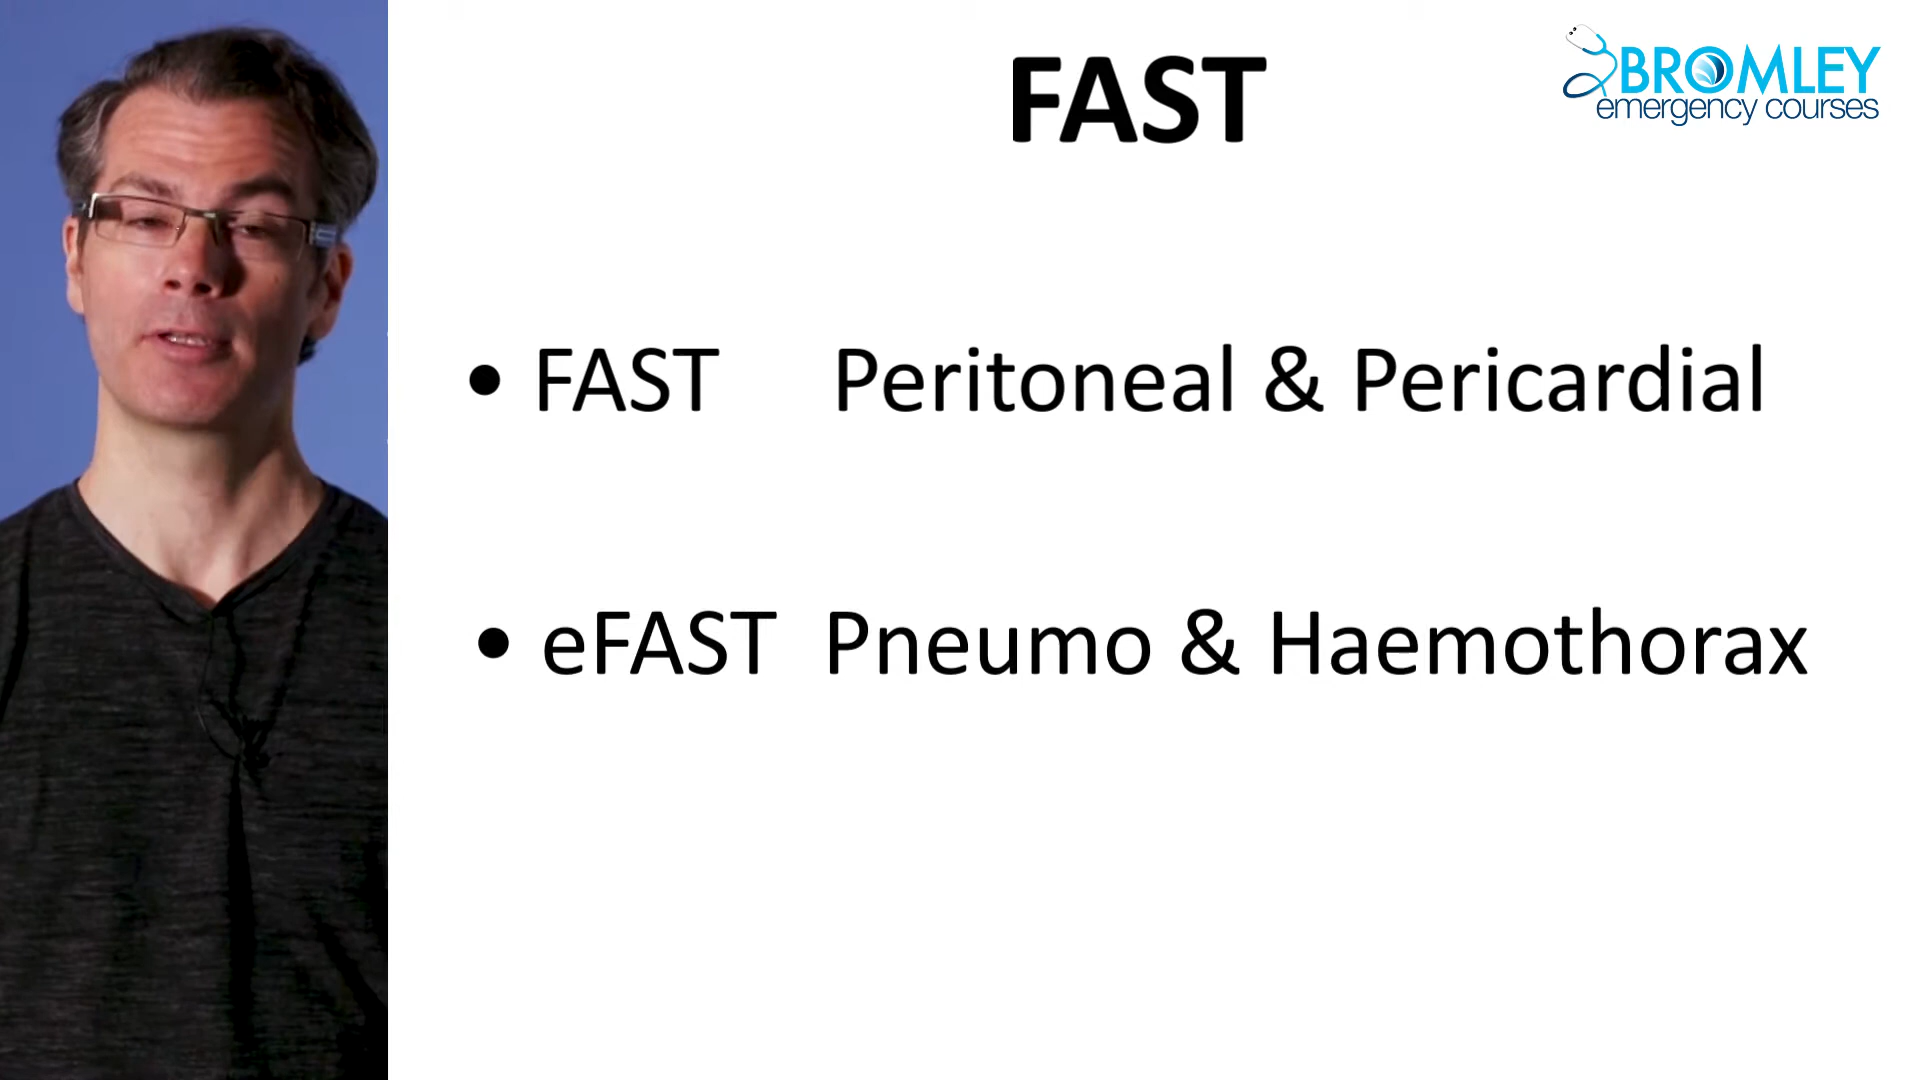 FAST
BROMLEY
emergency courses
• FAST Peritoneal & Pericardial
• eFAST Pneumo & Haemothorax